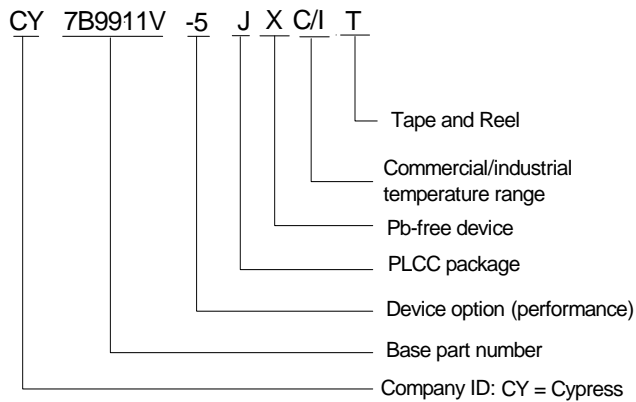 CY 7B9911V -5 J X C/I T
Tape and Reel
Commercial/industrial
temperature range
Pb-free device
PLCC package
Device option (performance)
Base part number
Company ID: CY = Cypress